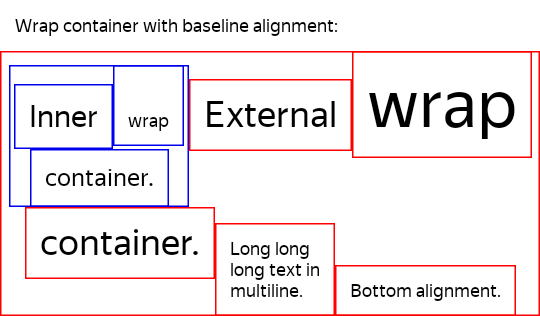 Wrap container with baseline alignment:
Inner wrap External wrap
container.
container.
Long long
long text in
multiline.
Bottom alignment.